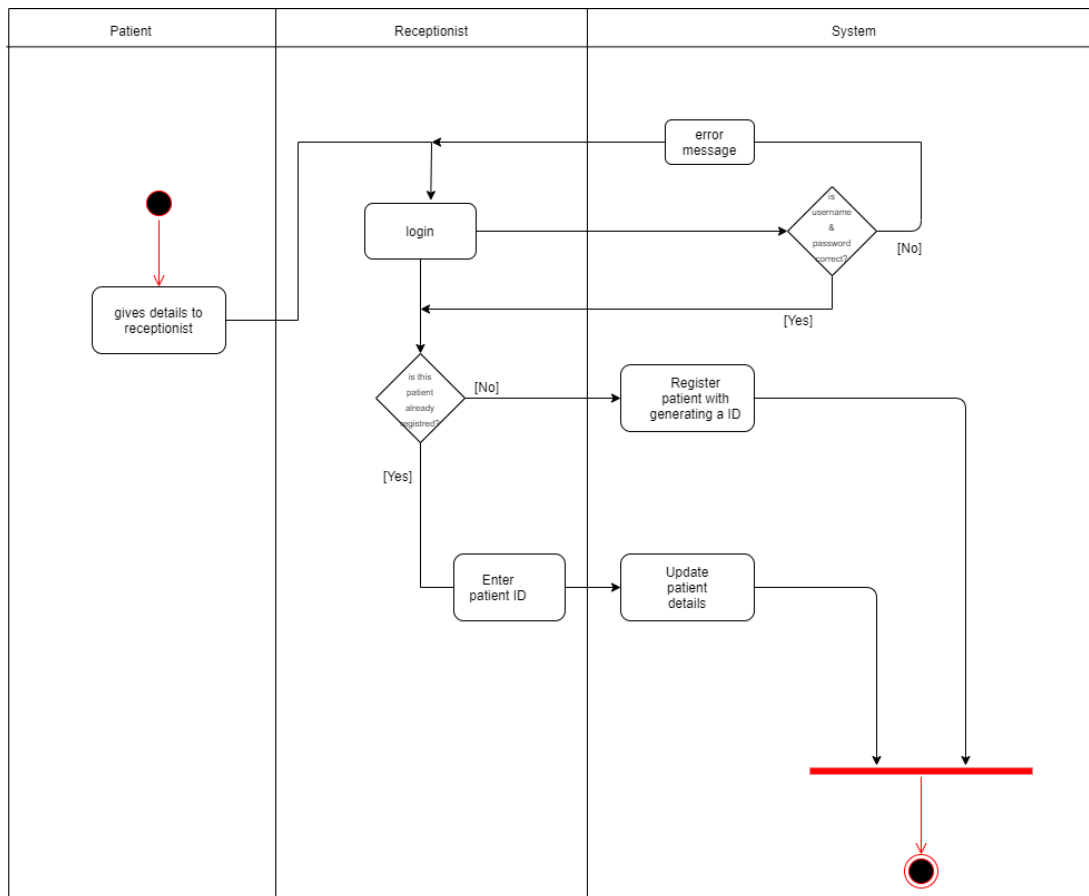 Patient
Receptionist
System
error
message
is
username
&
password
correct?
[No]
login
gives details to
receptionist
[Yes]
is this
patient
already
registred?
[No]
Register
patient with
generating a ID
[Yes]
Enter
patient ID
Update
patient
details